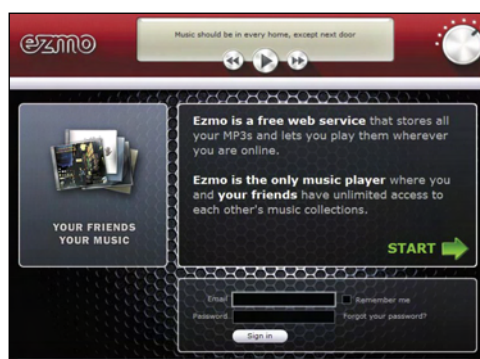 ezmo
Music should be in every home, except next door
Ezmo is a free web service that stores all
your MP3s and lets you play them wherever
you are online.
Ezmo is the only music player where you
and your friends have unlimited access to
each other's music collections.
YOUR FRIENDS
YOUR MUSIC
START
Email
Remember me
Password
Forgot your password?
Sign in